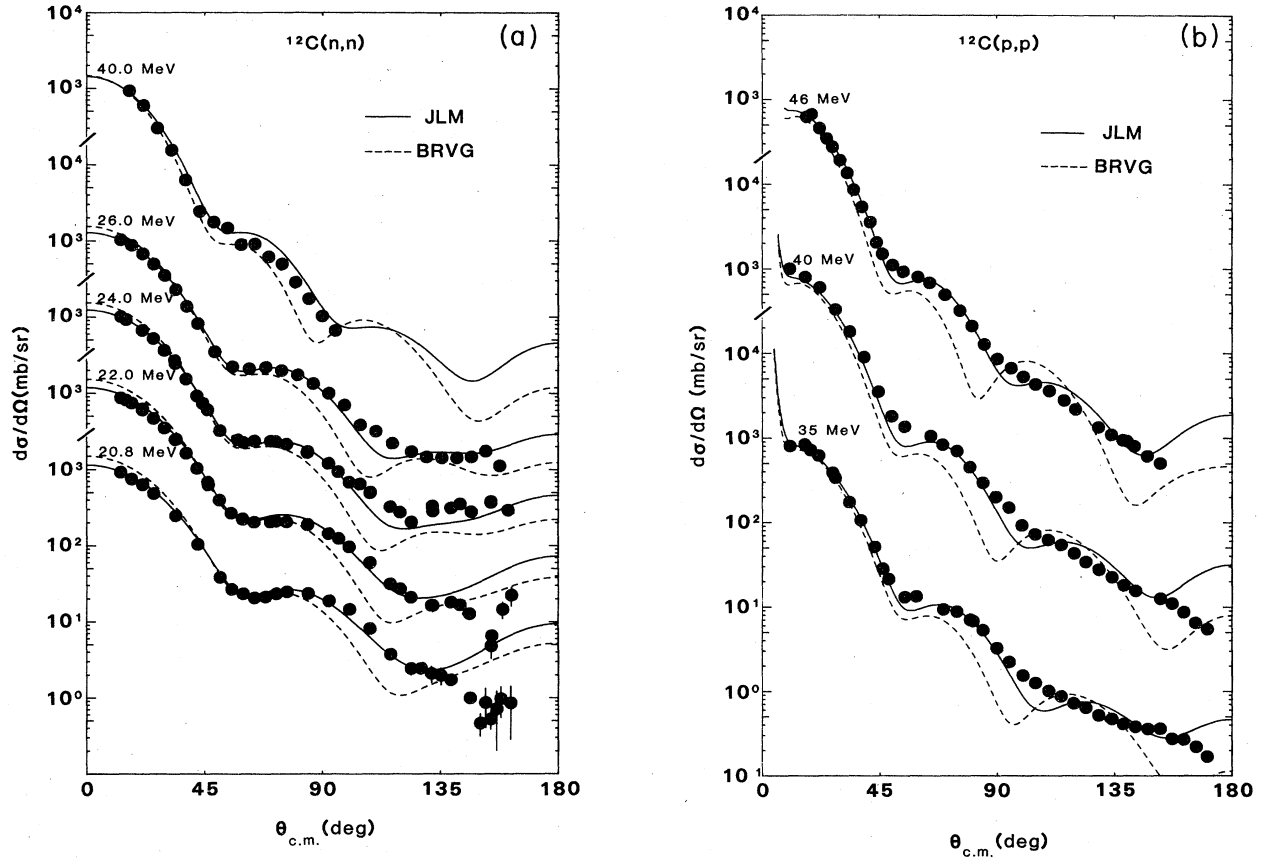 (a)
¹²C(n,n)
10⁴
40.0 MeV
10³
JLM
BRVG
10⁴
26.0 MeV
10³
24.0 MeV
10³
22.0 MeV
10³
20.8 MeV
10³
10²
10¹
10⁰
dσ/dΩ(mb/sr)
0 45 90 135 180
θc.m.(deg)
(b)
¹²C(p,p)
10⁴
46 MeV
10³
JLM
BRVG
10⁴
40 MeV
10³
10⁴
35 MeV
10³
10²
10¹
10⁰
10 ¹
dσ/dΩ (mb/sr)
0 45 90 135 180
θc.m.(deg)